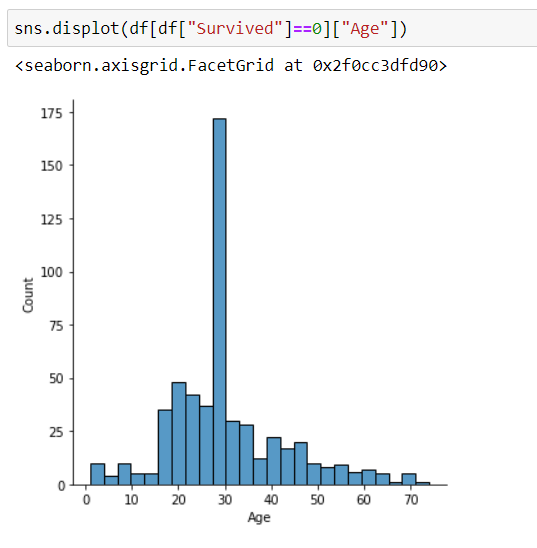 sns.displot(df[df["Survived"]==0]["Age"])
<seaborn.axisgrid.FacetGrid at 0x2f0cc3dfd90>
175
150
125
100
75
50
25
0
Count
0 10 20 30 40 50 60 70
Age